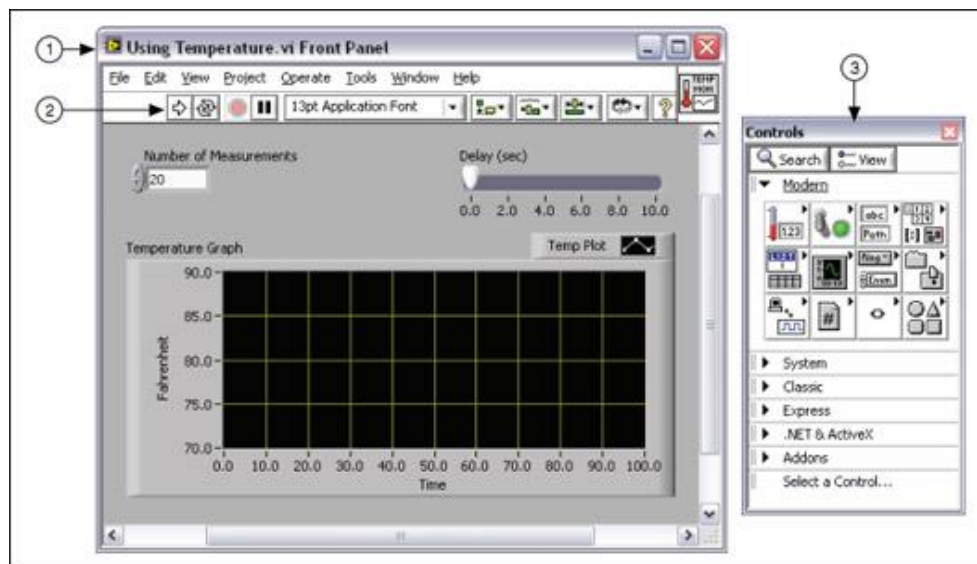 1
Using Temperature.vi Front Panel
File Edit View Project Operate Tools Window Help
TEMP
MON
2
13pt Application Font
?
3
Controls
Search View
Modern
1.23
abc
Path
Ring
Enum
#
System
Classic
Express
.NET & ActiveX
Addons
Select a Control...
Number of Measurements
20
Delay (sec)
0.0 2.0 4.0 6.0 8.0 10.0
Temperature Graph
Temp Plot
Fahrenheit
90.0
85.0
80.0
75.0
70.0
0.0 10.0 20.0 30.0 40.0 50.0 60.0 70.0 80.0 90.0 100.0
Time